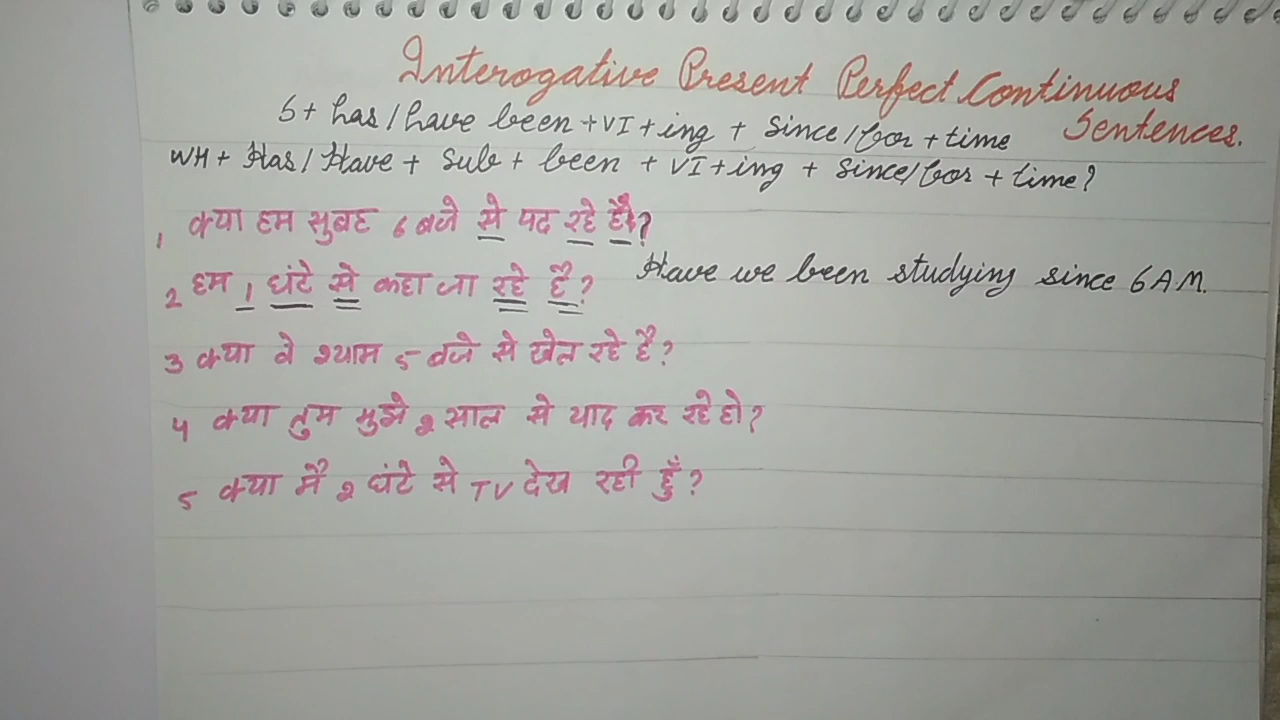 Interogative Present Perfect Continuous
Sentences.
S + has/have been + VI + ing + Since/for + time
WH + Has/Have + Sub + been + VI + ing + Since/for + time?
1 क्या हम सुबह 6 बजे से पढ रहे है?
Have we been studying since 6 AM.
2 हम 1 घंटे से कहा जा रहे है?
3 क्या वे श्याम 5 बजे से खेल रहे है?
4 क्या तुम मुझे 2 साल से याद कर रहे हो?
5 क्या मै 2 घंटे से TV देख रही हुँ?